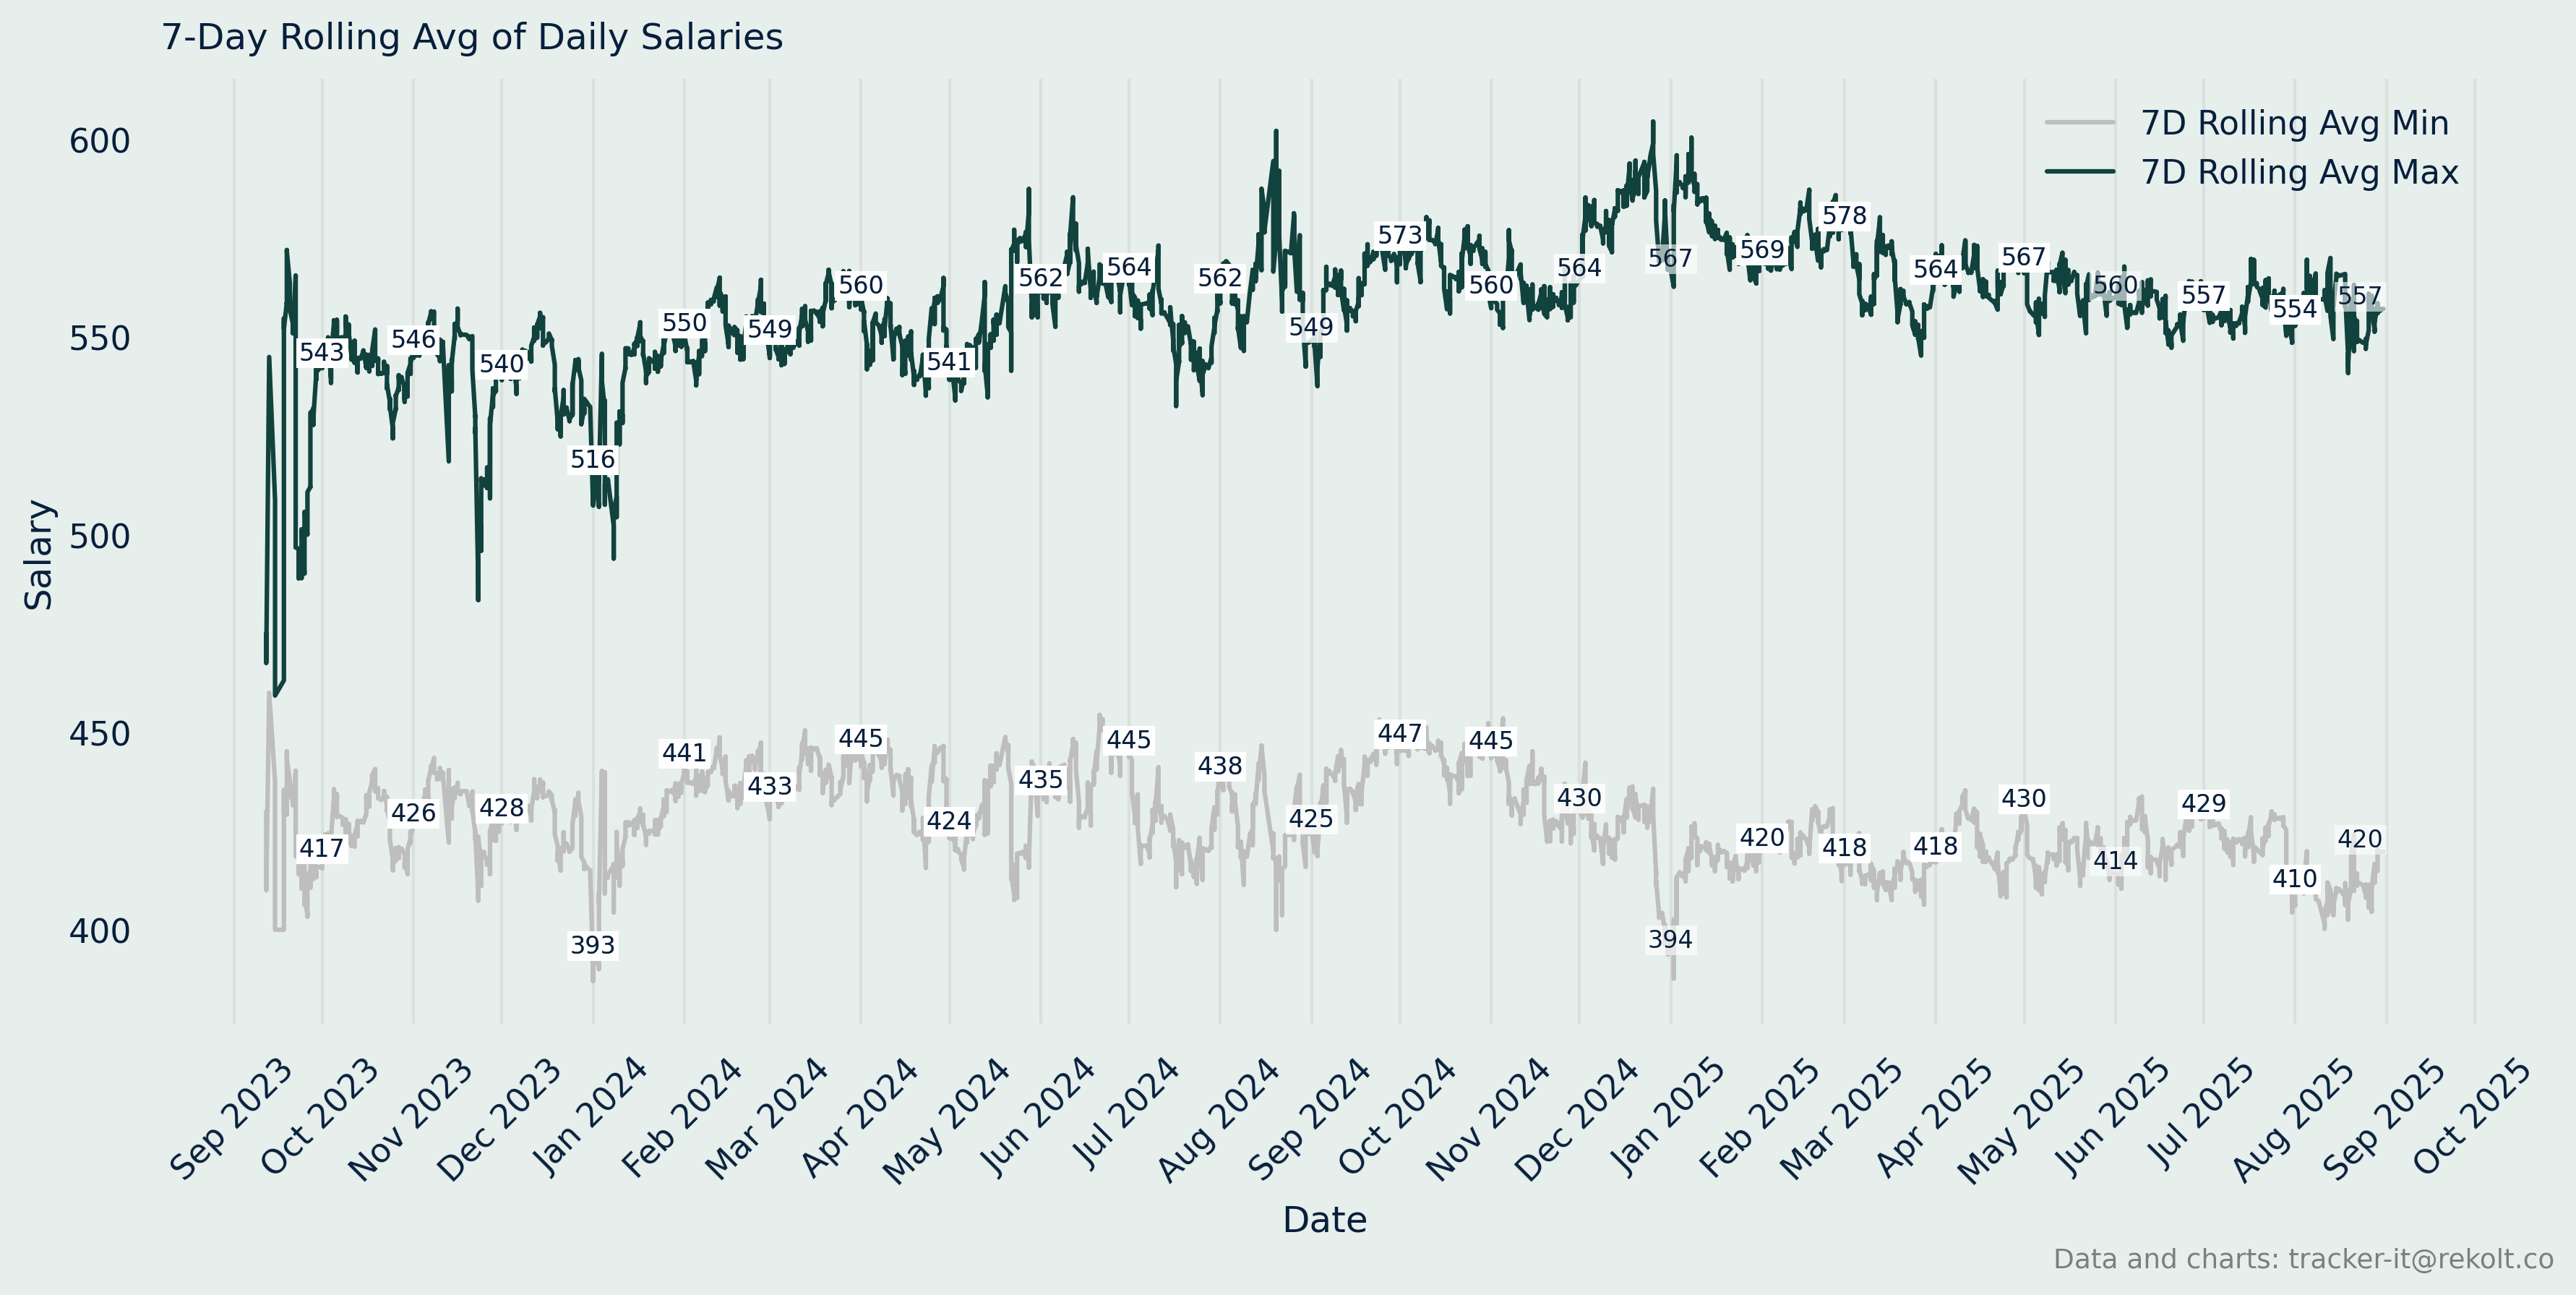 7-Day Rolling Avg of Daily Salaries
7D Rolling Avg Min
7D Rolling Avg Max
Salary
600
550
500
450
400
543
546
540
516
550
549
560
541
562
564
562
549
573
560
564
567
569
578
564
567
560
557
554
557
417
426
428
393
441
433
445
424
435
445
438
425
447
445
430
394
420
418
418
430
414
429
410
420
Sep 2023
Oct 2023
Nov 2023
Dec 2023
Jan 2024
Feb 2024
Mar 2024
Apr 2024
May 2024
Jun 2024
Jul 2024
Aug 2024
Sep 2024
Oct 2024
Nov 2024
Dec 2024
Jan 2025
Feb 2025
Mar 2025
Apr 2025
May 2025
Jun 2025
Jul 2025
Aug 2025
Sep 2025
Oct 2025
Date
Data and charts: tracker-it@rekolt.co